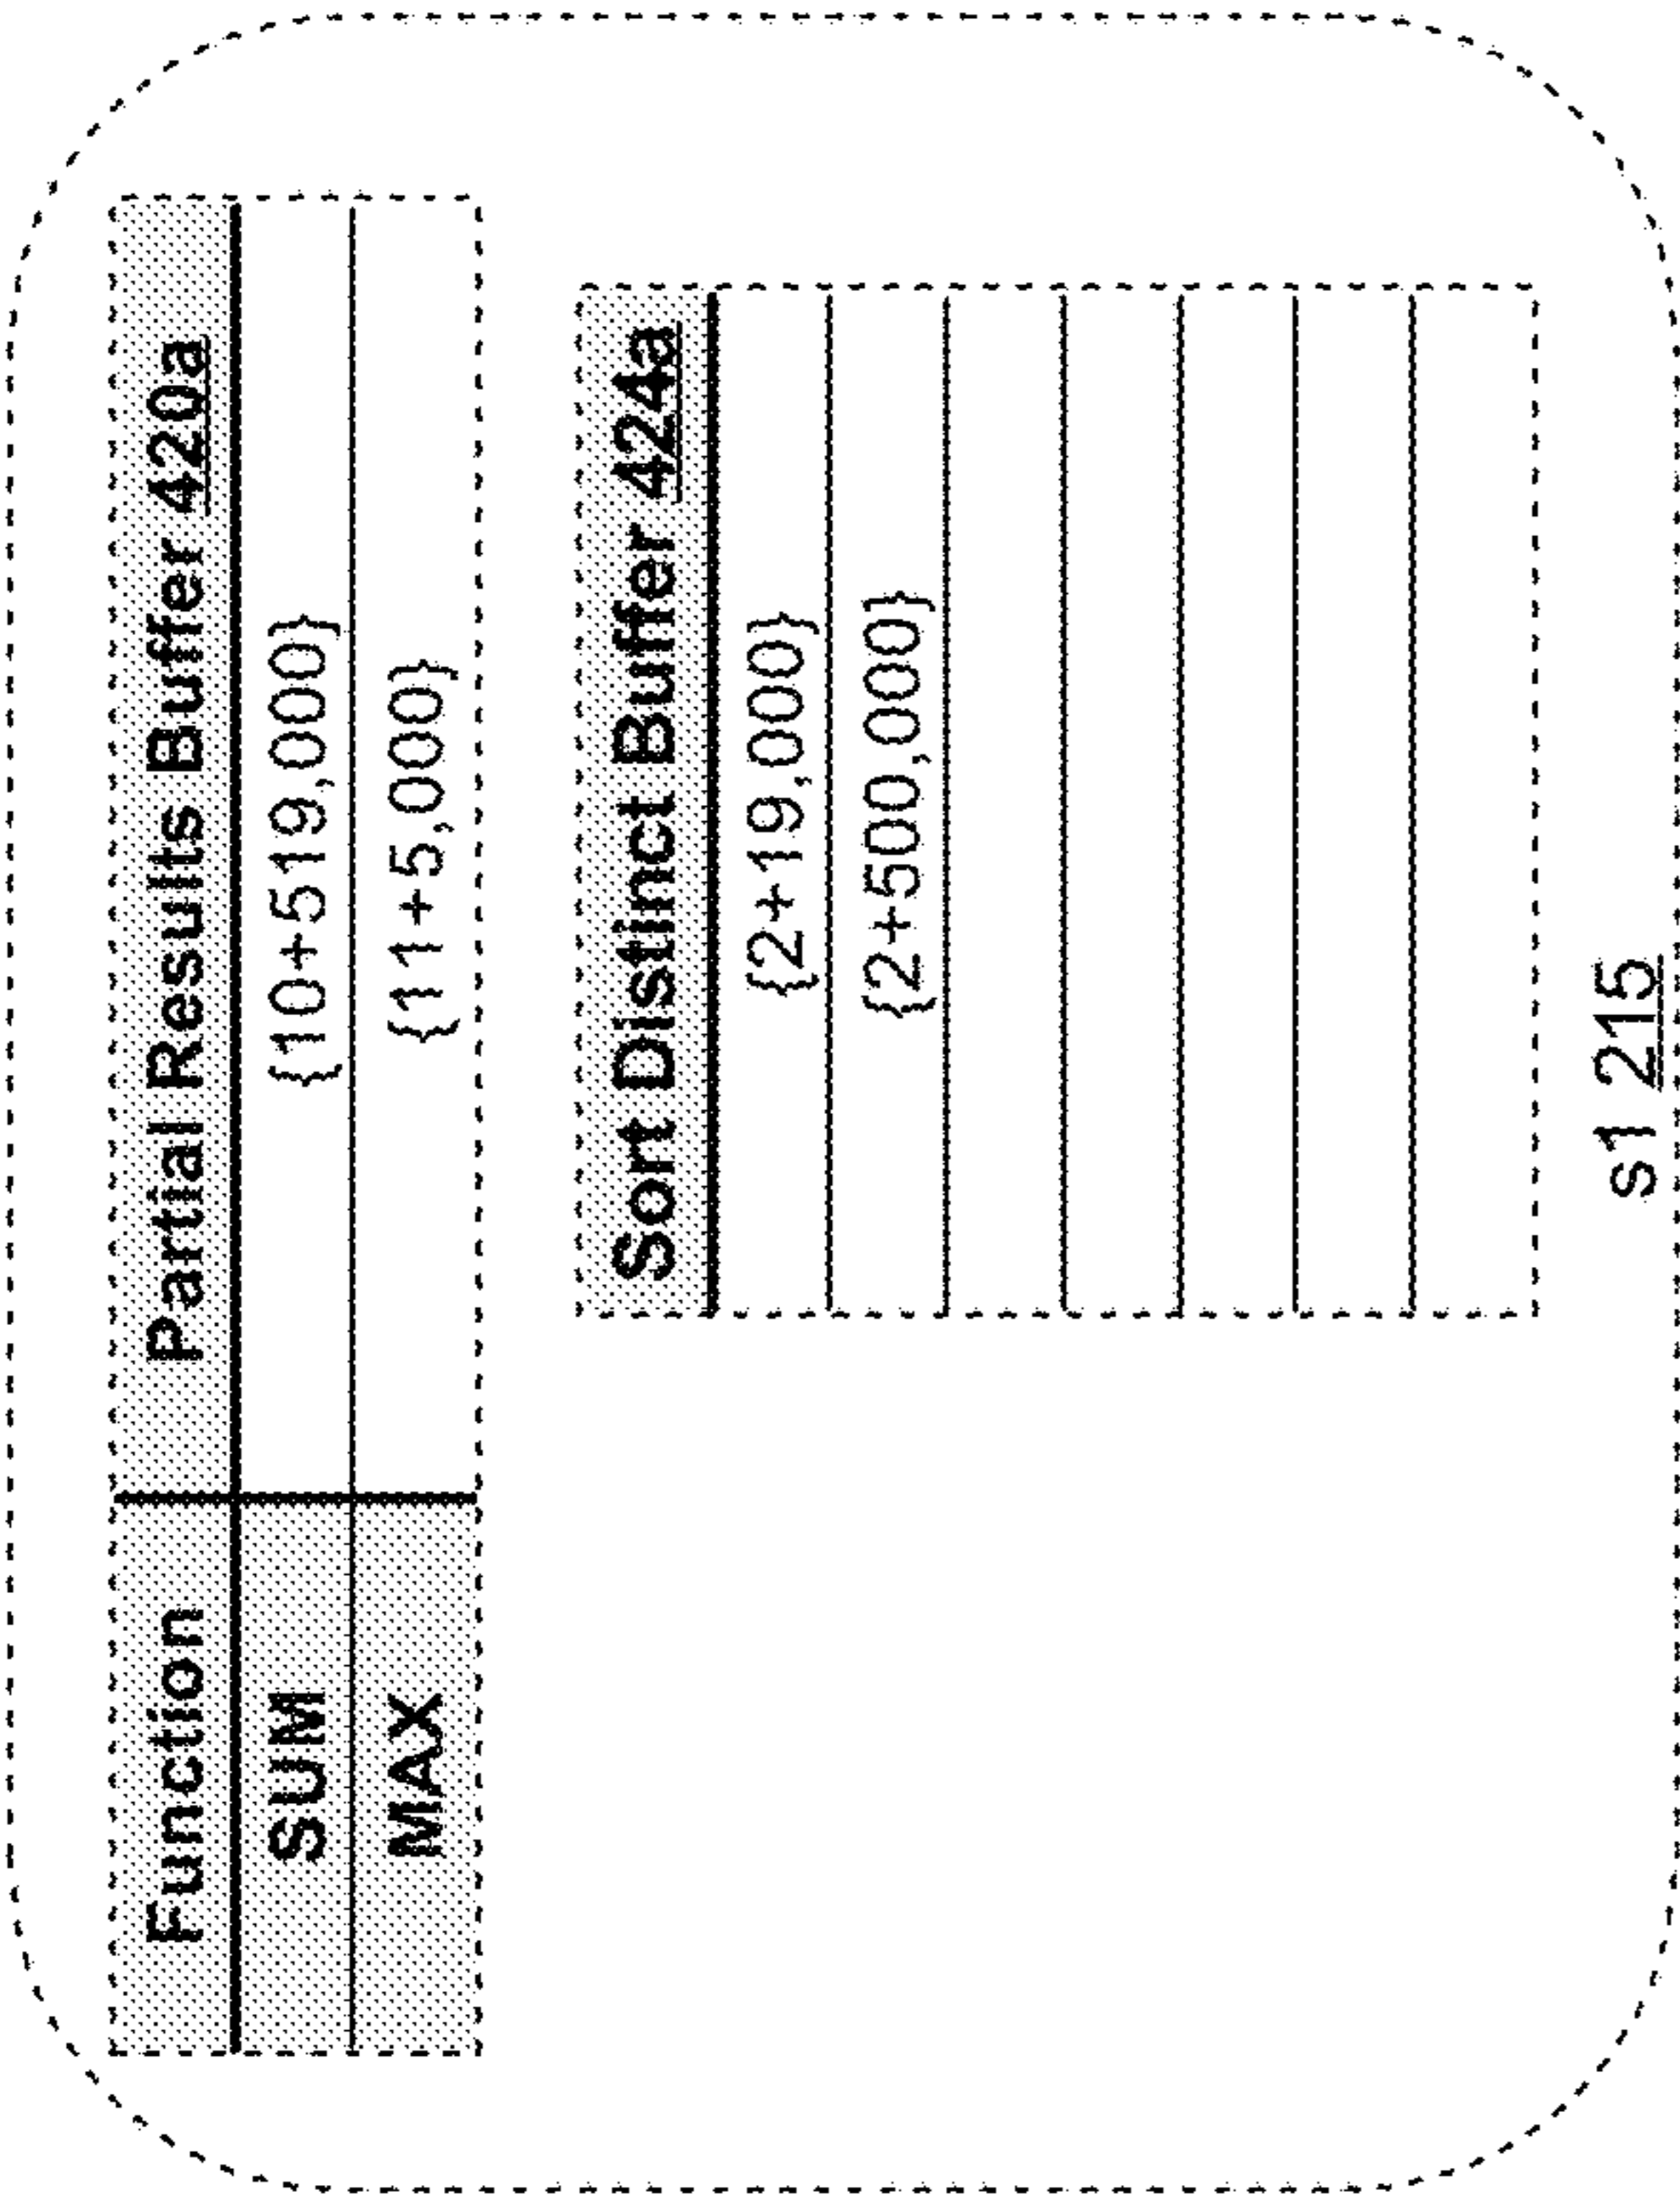 Function Partial Results Buffer 420a
SUM {10+519,000}
MAX {11+5,000}
Sort Distinct Buffer 424a
{2+19,000}
{2+500,000}
s1 215